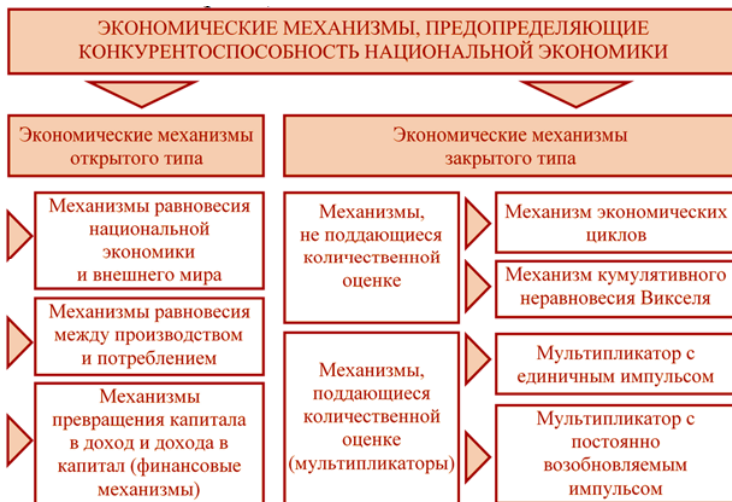 ЭКОНОМИЧЕСКИЕ МЕХАНИЗМЫ, ПРЕДОПРЕДЕЛЯЮЩИЕ
КОНКУРЕНТОСПОСОБНОСТЬ НАЦИОНАЛЬНОЙ ЭКОНОМИКИ
Экономические механизмы
открытого типа
Механизмы равновесия
национальной
экономики
и внешнего мира
Механизмы равновесия
между производством
и потреблением
Механизмы
превращения капитала
в доход и дохода в
капитал (финансовые
механизмы)
Экономические механизмы
закрытого типа
Механизмы,
не поддающиеся
количественной
оценке
Механизм экономических
циклов
Механизм кумулятивного
неравновесия Викселя
Механизмы,
поддающиеся
количественной
оценке
(мультипликаторы)
Мультипликатор с
единичным импульсом
Мультипликатор с
постоянно
возобновляемым
импульсом